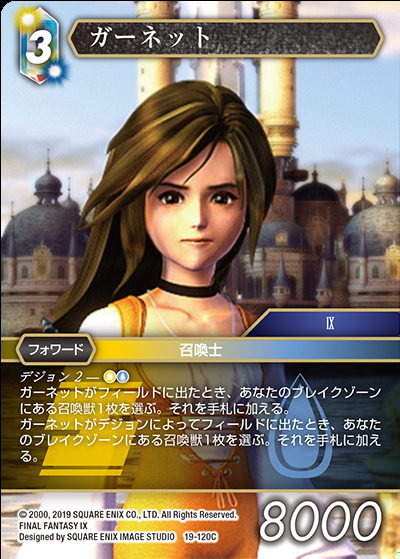 3
ガーネット
Ⅸ
フォワード
召喚士
デジョン 2 ―
ガーネットがフィールドに出たとき、あなたのブレイクゾーン
にある召喚獣1枚を選ぶ。それを手札に加える。
ガーネットがデジョンによってフィールドに出たとき、あなた
のブレイクゾーンにある召喚獣1枚を選ぶ。それを手札に加え
る。
© 2000, 2019 SQUARE ENIX CO., LTD. All Rights Reserved.
FINAL FANTASY IX
Designed by SQUARE ENIX IMAGE STUDIO 19-120C
8000